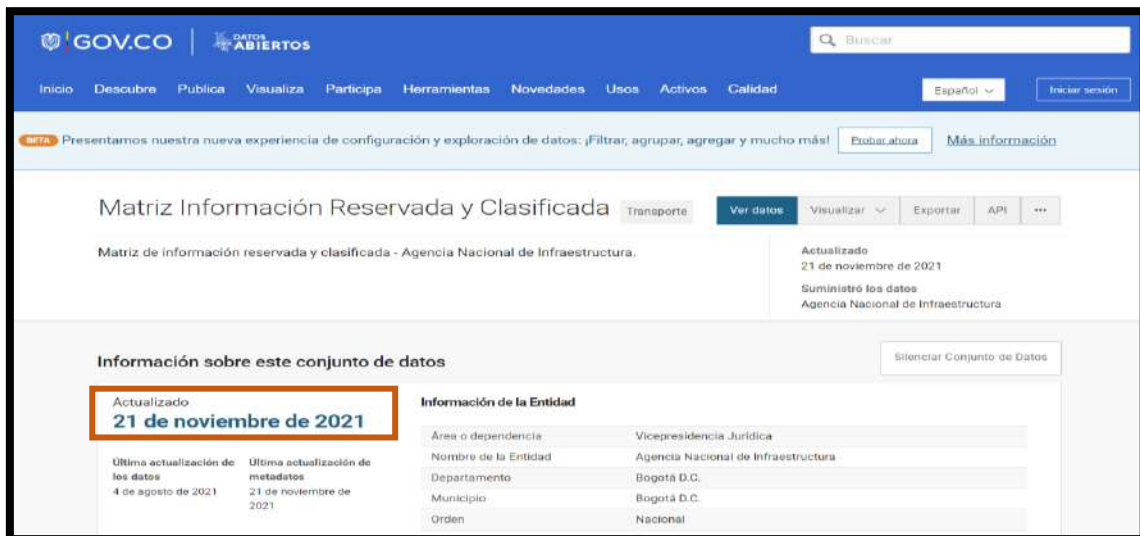 GOV.CO DATOS ABIERTOS
Buscar
Inicio Descubre Publica Visualiza Participa Herramientas Novedades Usos Activos Calidad Español Iniciar sesión
BETA Presentamos nuestra nueva experiencia de configuración y exploración de datos: ¡Filtrar, agrupar, agregar y mucho más! Probar ahora Más información
Matriz Información Reservada y Clasificada Transporte Ver datos Visualizar Exportar API ...
Matriz de información reservada y clasificada - Agencia Nacional de Infraestructura.
Actualizado
21 de noviembre de 2021
Suministró los datos
Agencia Nacional de Infraestructura
Información sobre este conjunto de datos
Silenciar Conjunto de Datos
Actualizado
21 de noviembre de 2021
Última actualización de los datos
4 de agosto de 2021
Última actualización de metadatos
21 de noviembre de 2021
Información de la Entidad
Área o dependencia Vicepresidencia Jurídica
Nombre de la Entidad Agencia Nacional de Infraestructura
Departamento Bogotá D.C.
Municipio Bogotá D.C.
Orden Nacional